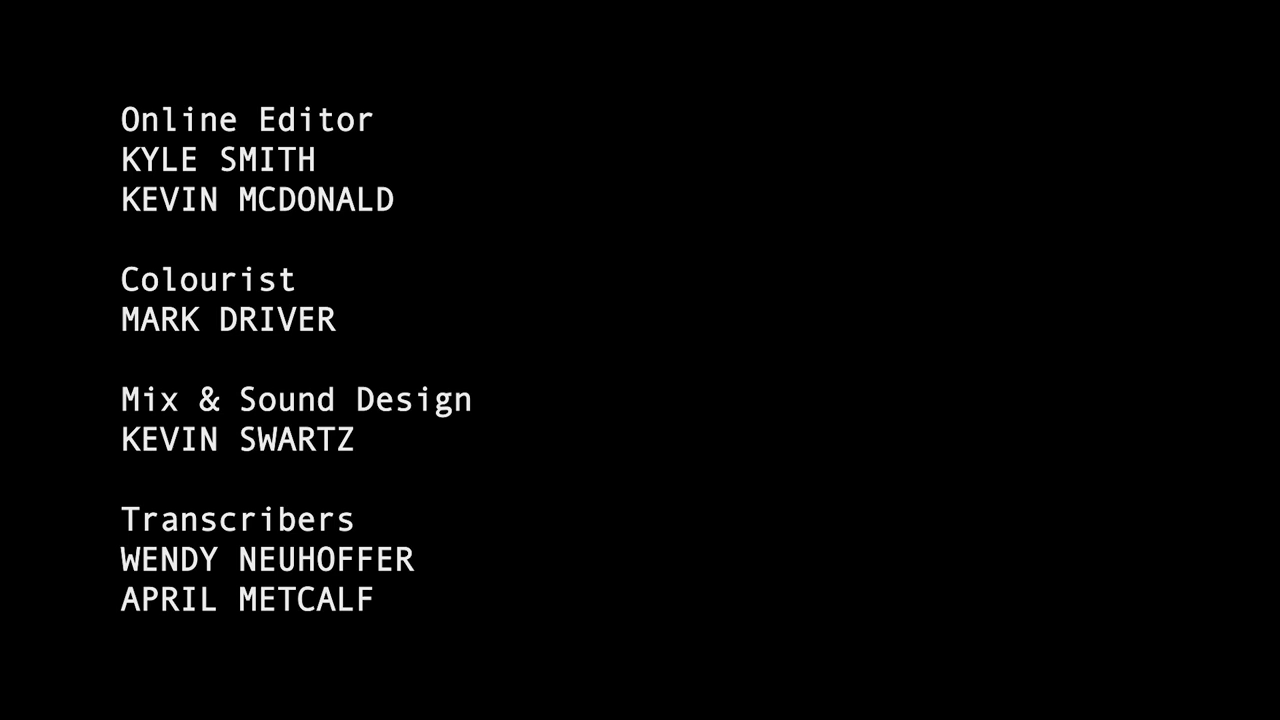 Online Editor
KYLE SMITH
KEVIN MCDONALD
Colourist
MARK DRIVER
Mix & Sound Design
KEVIN SWARTZ
Transcribers
WENDY NEUHOFFER
APRIL METCALF